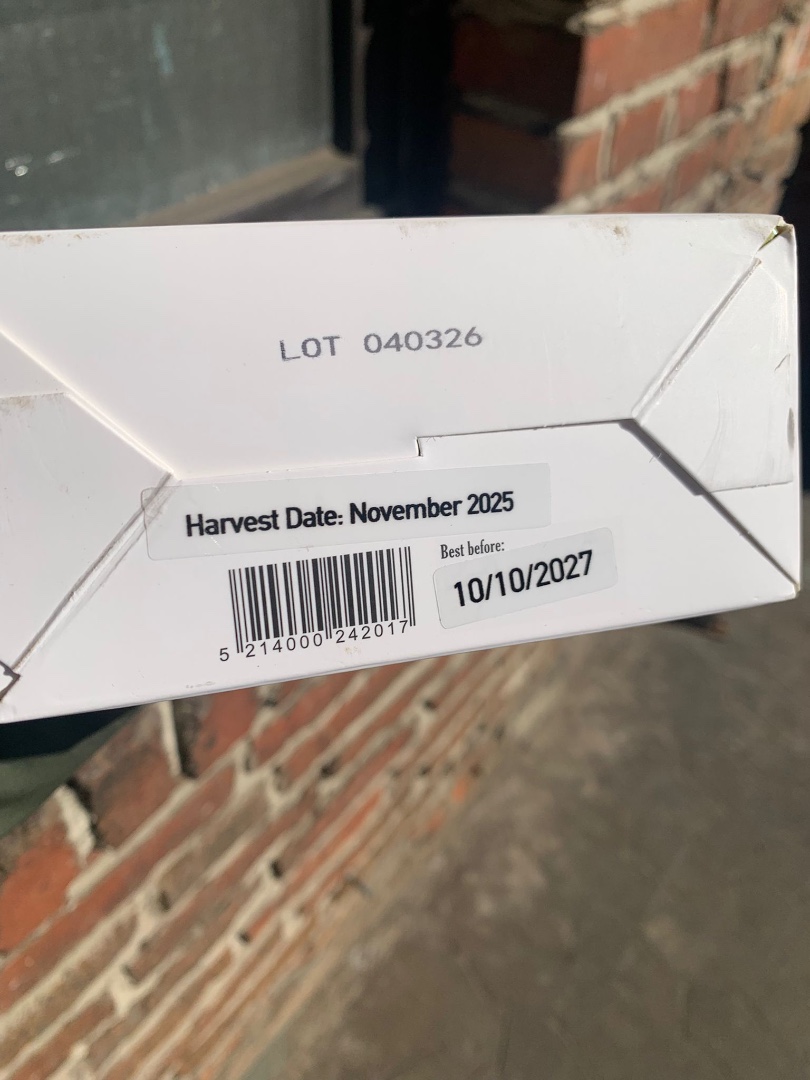 LOT 040326
Harvest Date: November 2025
Best before:
10/10/2027
5 214000 242017